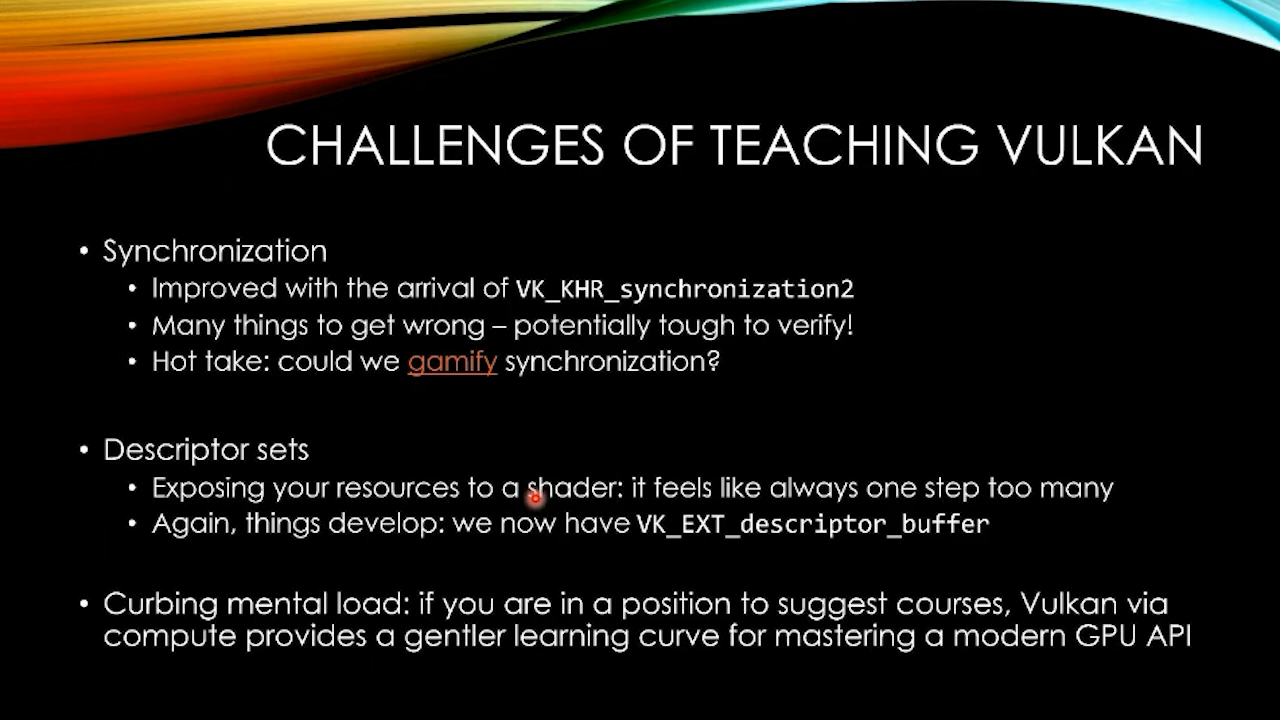 CHALLENGES OF TEACHING VULKAN
• Synchronization
• Improved with the arrival of VK_KHR_synchronization2
• Many things to get wrong – potentially tough to verify!
• Hot take: could we gamify synchronization?
• Descriptor sets
• Exposing your resources to a shader: it feels like always one step too many
• Again, things develop: we now have VK_EXT_descriptor_buffer
• Curbing mental load: if you are in a position to suggest courses, Vulkan via
compute provides a gentler learning curve for mastering a modern GPU API